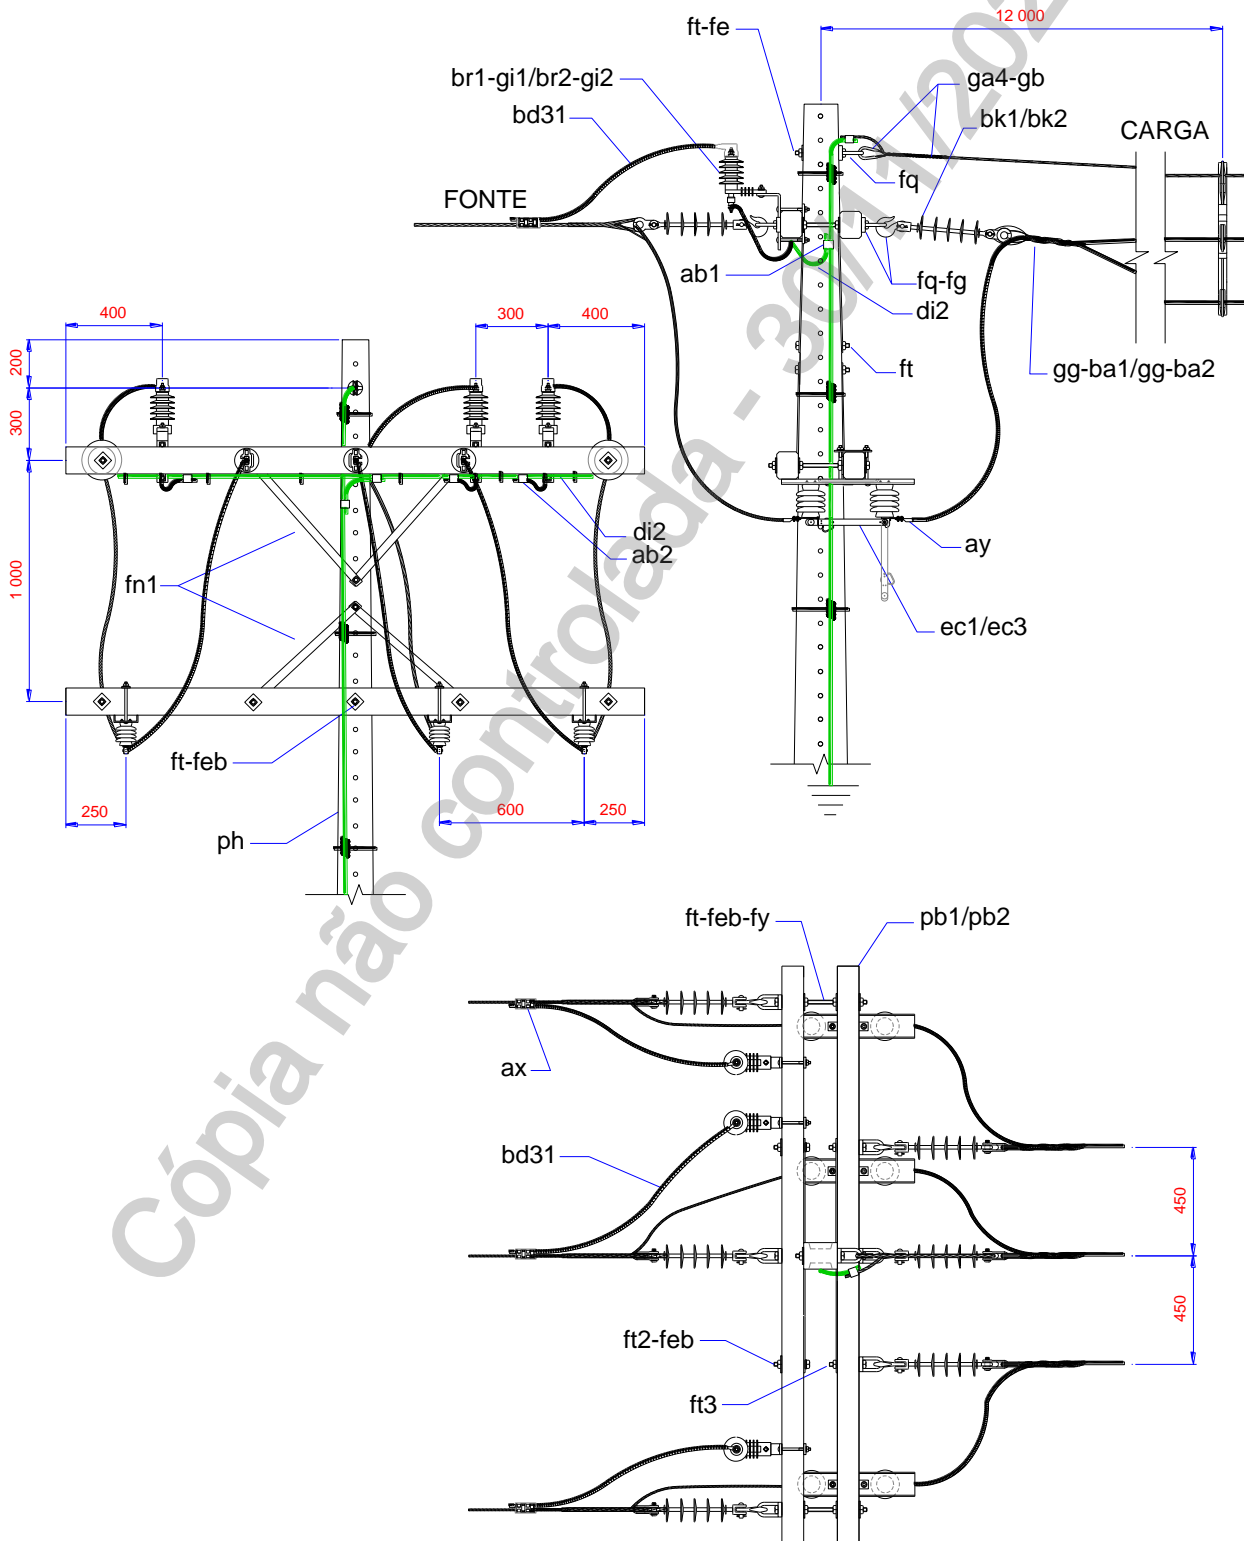 12 000
ft-fe
br1-gi1/br2-gi2
ga4-gb
bd31
bk1/bk2
CARGA
fq
FONTE
ab1
fq-fg
di2
400
300
400
200
ft
gg-ba1/gg-ba2
300
di2
ay
ab2
1 000
fn1
ec1/ec3
ft-feb
250
600
250
ph
ft-feb-fy
pb1/pb2
ax
bd31
450
450
ft2-feb
ft3
Cópia não controlada - 30/11/202